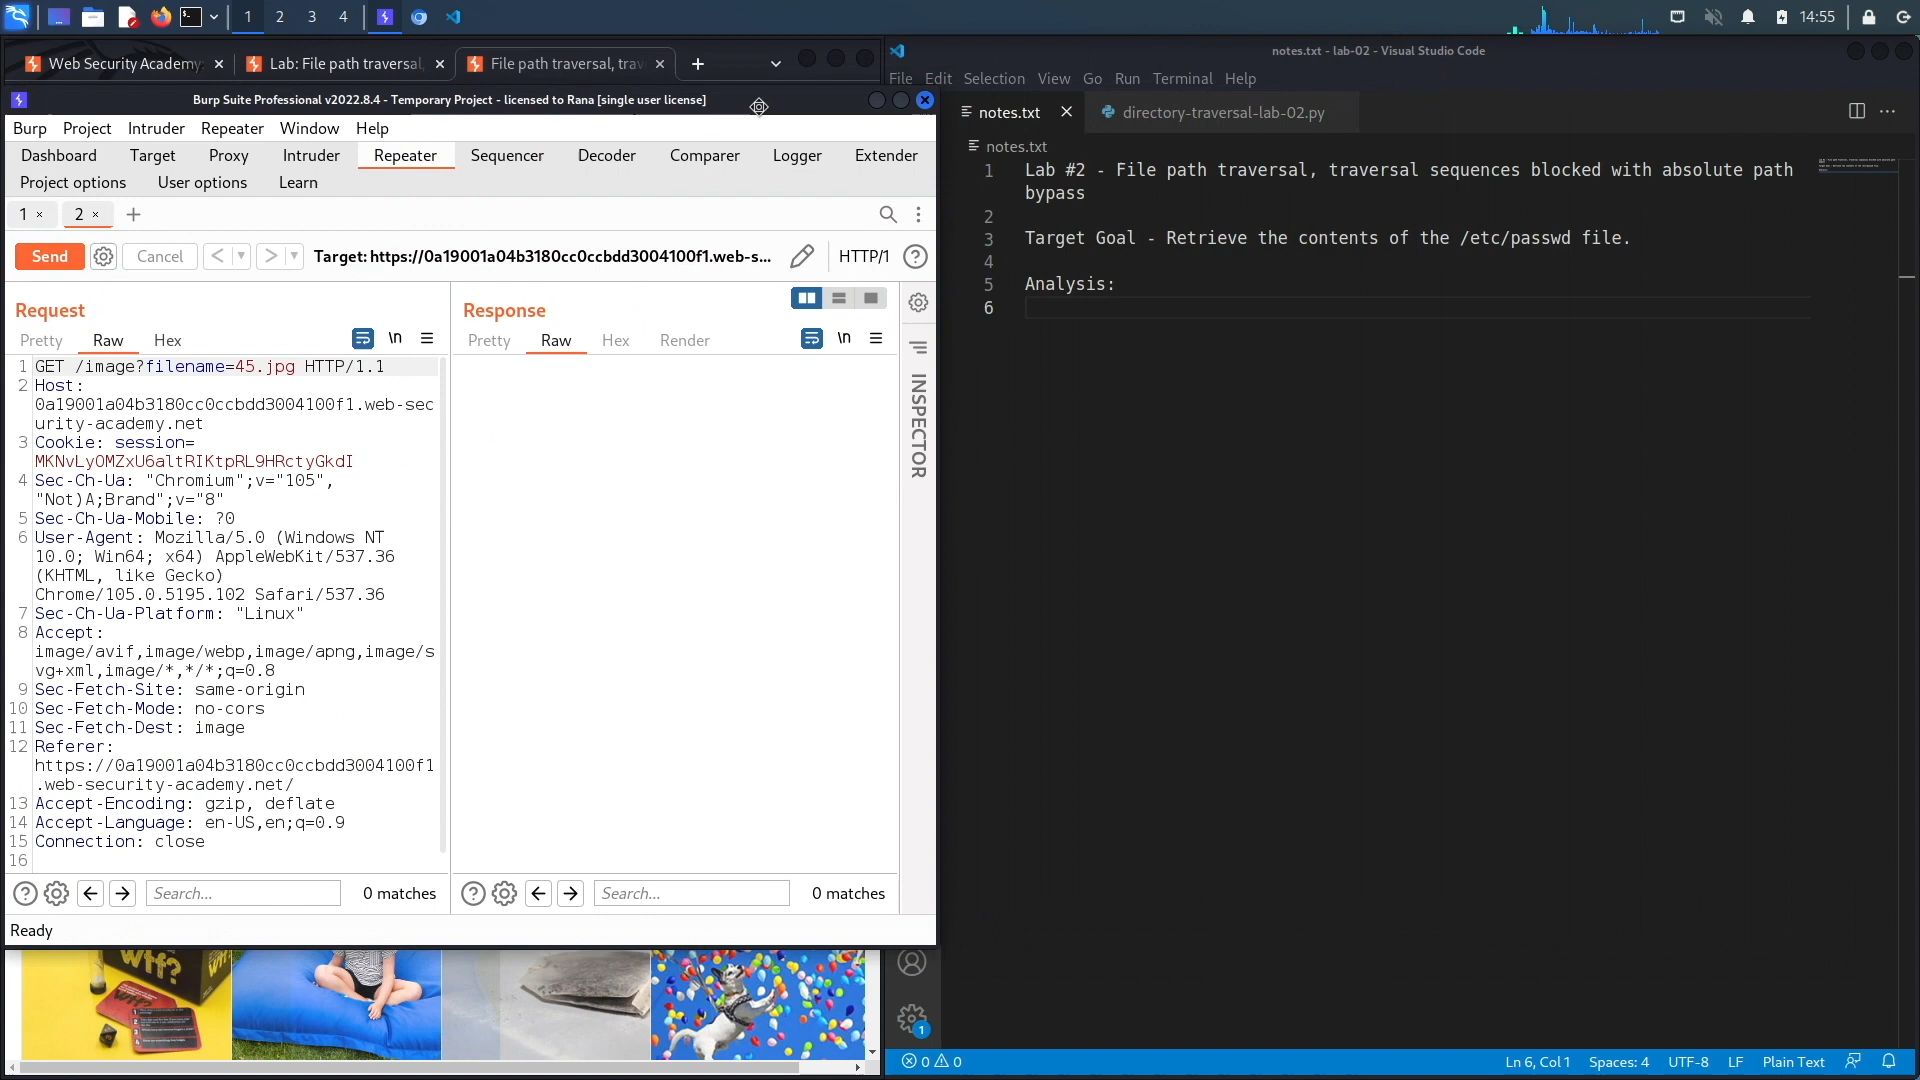 1 2 3 4 14:55
Web Security Academy: × Lab: File path traversal, × File path traversal, trav × +
notes.txt - lab-02 - Visual Studio Code
File Edit Selection View Go Run Terminal Help
Burp Suite Professional v2022.8.4 - Temporary Project - licensed to Rana [single user license]
Burp Project Intruder Repeater Window Help
Dashboard Target Proxy Intruder Repeater Sequencer Decoder Comparer Logger Extender
Project options User options Learn
1 × 2 × +
Send Cancel < > Target: https://0a19001a04b3180cc0ccbdd3004100f1.web-s... HTTP/1 ?
Request
Pretty Raw Hex \n
1 GET /image?filename=45.jpg HTTP/1.1
2 Host:
0a19001a04b3180cc0ccbdd3004100f1.web-sec
urity-academy.net
3 Cookie: session=
MKNvLyOMZxU6altRIKtpRL9HRctyGkdI
4 Sec-Ch-Ua: "Chromium";v="105",
"Not)A;Brand";v="8"
5 Sec-Ch-Ua-Mobile: ?0
6 User-Agent: Mozilla/5.0 (Windows NT
10.0; Win64; x64) AppleWebKit/537.36
(KHTML, like Gecko)
Chrome/105.0.5195.102 Safari/537.36
7 Sec-Ch-Ua-Platform: "Linux"
8 Accept:
image/avif,image/webp,image/apng,image/s
vg+xml,image/*,*/*;q=0.8
9 Sec-Fetch-Site: same-origin
10 Sec-Fetch-Mode: no-cors
11 Sec-Fetch-Dest: image
12 Referer:
https://0a19001a04b3180cc0ccbdd3004100f1
.web-security-academy.net/
13 Accept-Encoding: gzip, deflate
14 Accept-Language: en-US,en;q=0.9
15 Connection: close
16
? Search... 0 matches
Response
Pretty Raw Hex Render \n
INSPECTOR
? Search... 0 matches
Ready
wtf?
notes.txt × directory-traversal-lab-02.py
notes.txt
1 Lab #2 - File path traversal, traversal sequences blocked with absolute path
bypass
2
3 Target Goal - Retrieve the contents of the /etc/passwd file.
4
5 Analysis:
6
1
0 0 Ln 6, Col 1 Spaces: 4 UTF-8 LF Plain Text